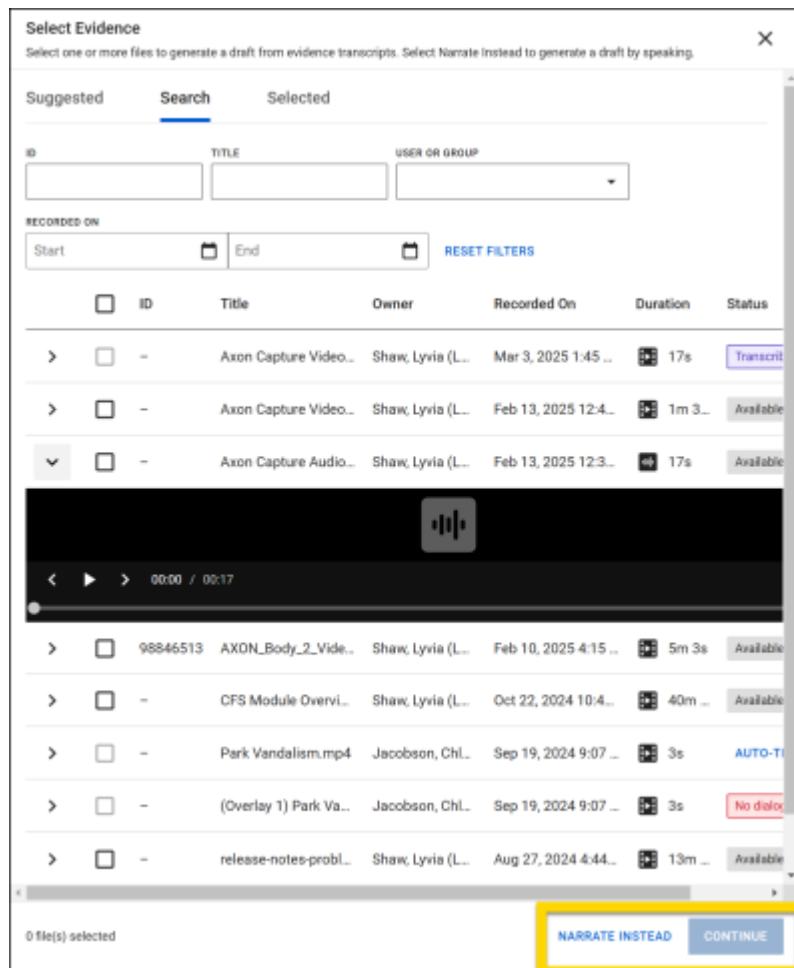 Select Evidence
Select one or more files to generate a draft from evidence transcripts. Select Narrate Instead to generate a draft by speaking.
Suggested Search Selected
ID TITLE USER OR GROUP
RECORDED ON
Start End RESET FILTERS
ID Title Owner Recorded On Duration Status
– Axon Capture Video... Shaw, Lyvia (L... Mar 3, 2025 1:45 ... 17s Transcrib
– Axon Capture Video... Shaw, Lyvia (L... Feb 13, 2025 12:4... 1m 3... Available
– Axon Capture Audio... Shaw, Lyvia (L... Feb 13, 2025 12:3... 17s Available
00:00 / 00:17
98846513 AXON_Body_2_Vide... Shaw, Lyvia (L... Feb 10, 2025 4:15 ... 5m 3s Available
– CFS Module Overvi... Shaw, Lyvia (L... Oct 22, 2024 10:4... 40m ... Available
– Park Vandalism.mp4 Jacobson, Chl... Sep 19, 2024 9:07 ... 3s AUTO-TI
– (Overlay 1) Park Va... Jacobson, Chl... Sep 19, 2024 9:07 ... 3s No dialog
– release-notes-probl... Shaw, Lyvia (L... Aug 27, 2024 4:44... 13m ... Available
0 file(s) selected NARRATE INSTEAD CONTINUE